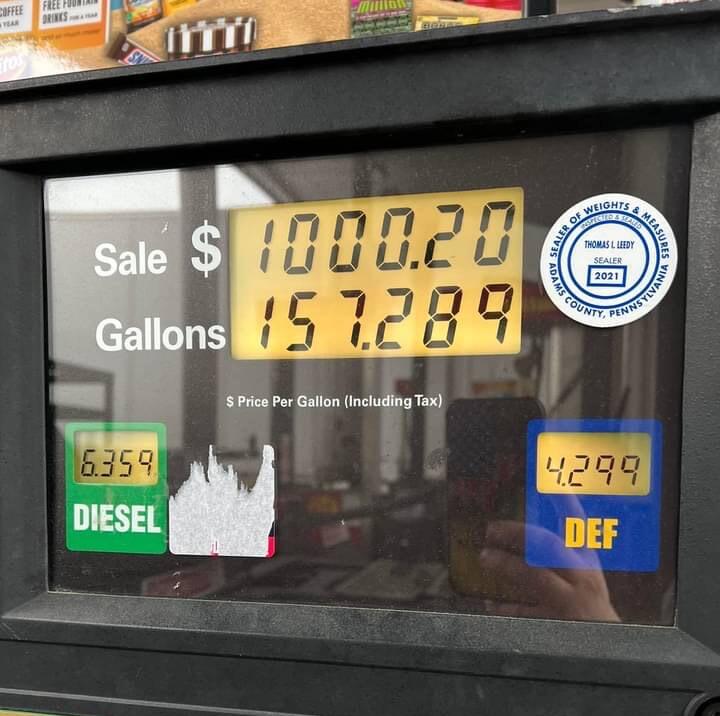 COFFEE
YEAR
FREE FOUNTAIN
DRINKS FOR A YEAR
Sale $ 1000.20
Gallons 157.289
SEALER OF WEIGHTS & MEASURES
INSPECTED & SEALED
THOMAS L. LEEDY
SEALER
2021
ADAMS COUNTY, PENNSYLVANIA
$ Price Per Gallon (Including Tax)
6.359
DIESEL
4.299
DEF